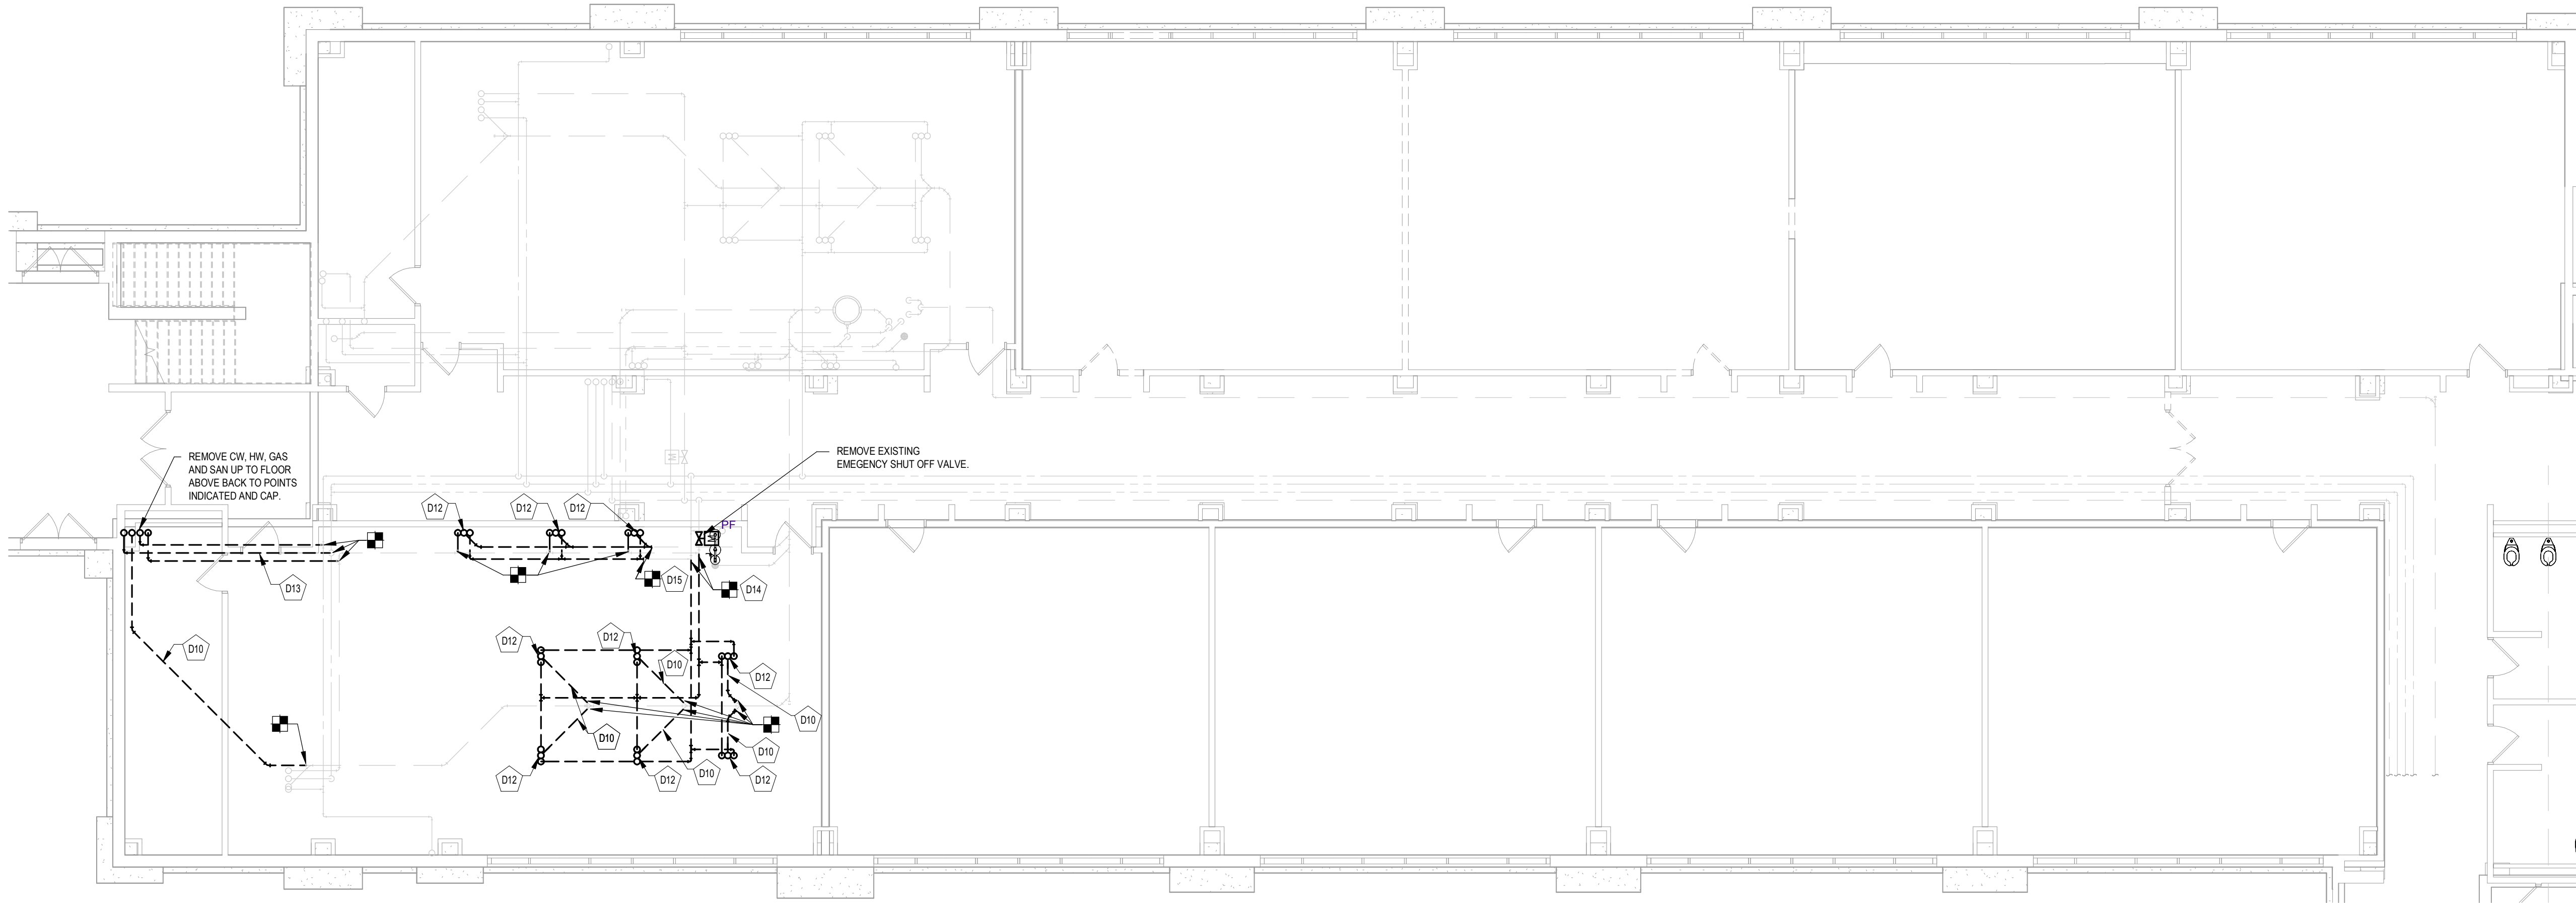 REMOVE CW, HW, GAS
AND SAN UP TO FLOOR
ABOVE BACK TO POINTS
INDICATED AND CAP.
REMOVE EXISTING
EMEGENCY SHUT OFF VALVE.
D12
D12
D12
PF
D13
D15
D14
D10
D12
D12
D10
D12
D10
D10
D10
D12
D12
D10
D12